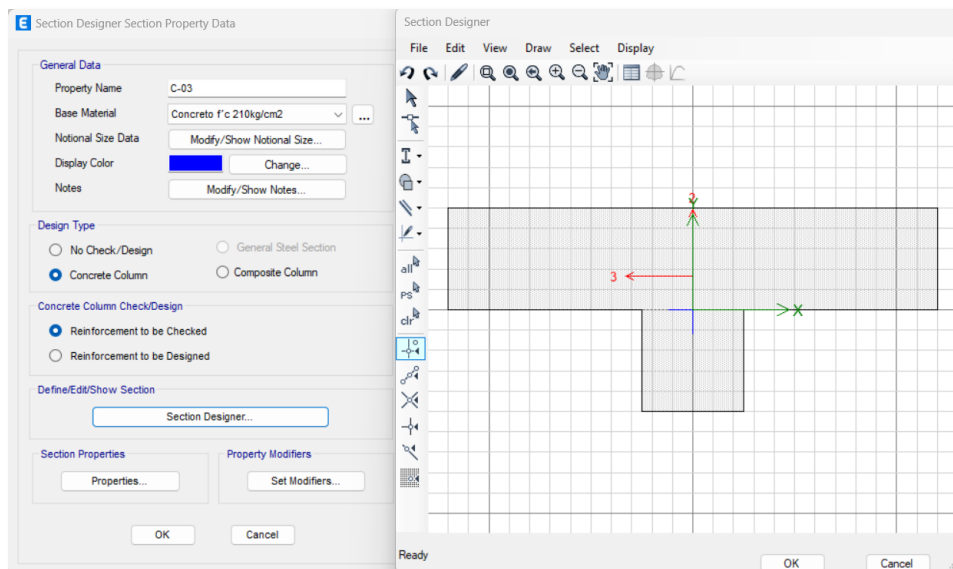 E Section Designer Section Property Data
General Data
Property Name C-03
Base Material Concreto f´c 210kg/cm2 ...
Notional Size Data Modify/Show Notional Size...
Display Color Change...
Notes Modify/Show Notes...
Design Type
No Check/Design General Steel Section
Concrete Column Composite Column
Concrete Column Check/Design
Reinforcement to be Checked
Reinforcement to be Designed
Define/Edit/Show Section
Section Designer...
Section Properties Property Modifiers
Properties... Set Modifiers...
OK Cancel
Section Designer
File Edit View Draw Select Display
all
PS
clr
2
3
X
Ready
OK Cancel